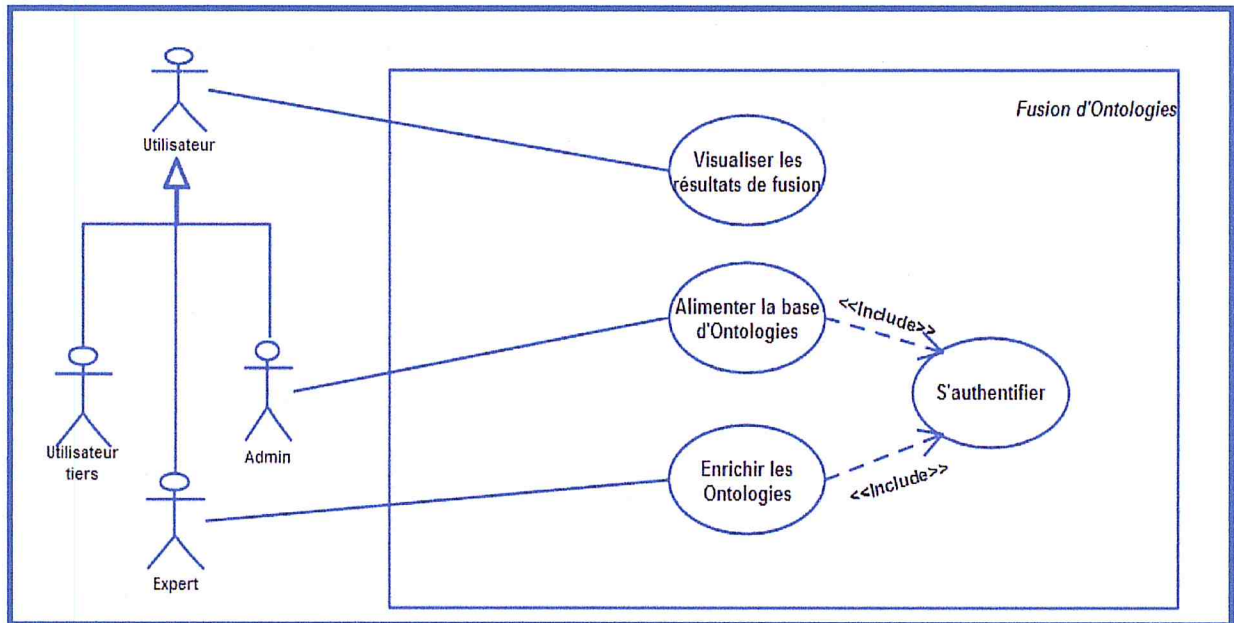 Fusion d'Ontologies
Utilisateur
Visualiser les
résultats de fusion
Alimenter la base
d'Ontologies
<<Include>>
S'authentifier
Utilisateur
tiers
Admin
Enrichir les
Ontologies
<<Include>>
Expert